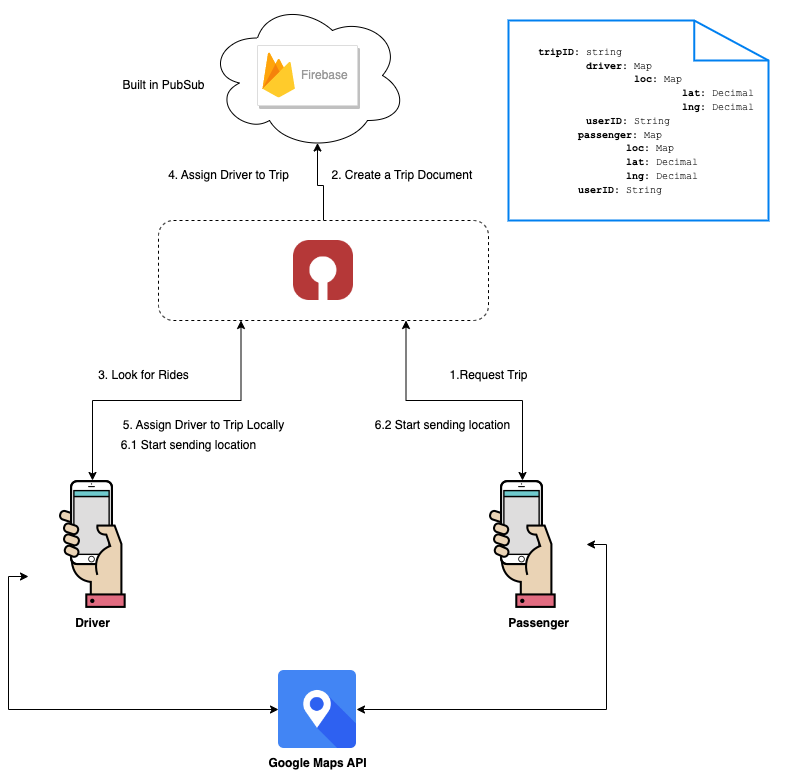 Built in PubSub
Firebase
tripID: string
driver: Map
loc: Map
lat: Decimal
lng: Decimal
userID: String
passenger: Map
loc: Map
lat: Decimal
lng: Decimal
userID: String
4. Assign Driver to Trip
2. Create a Trip Document
3. Look for Rides
1.Request Trip
5. Assign Driver to Trip Locally
6.1 Start sending location
6.2 Start sending location
Driver
Passenger
Google Maps API